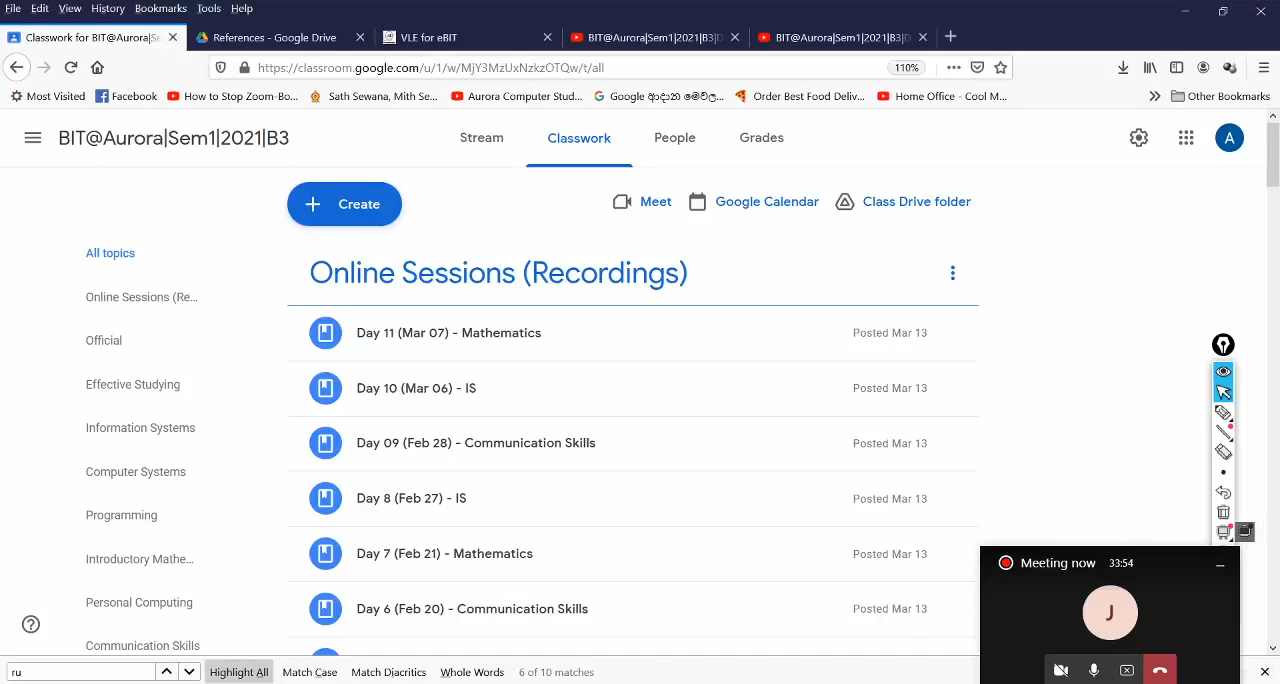 File Edit View History Bookmarks Tools Help
Classwork for BIT@Aurora|Se
References - Google Drive
VLE for eBIT
BIT@Aurora|Sem1|2021|B3|D
BIT@Aurora|Sem1|2021|B3|D
https://classroom.google.com/u/1/w/MjY3MzUxNzkzOTQw/t/all
110%
Most Visited
Facebook
How to Stop Zoom-Bo...
Sath Sewana, Mith Se...
Aurora Computer Stud...
Google ආදාන මෙවල...
Order Best Food Deliv...
Home Office - Cool M...
Other Bookmarks
BIT@Aurora|Sem1|2021|B3
Stream
Classwork
People
Grades
A
Create
Meet
Google Calendar
Class Drive folder
All topics
Online Sessions (Re...
Official
Effective Studying
Information Systems
Computer Systems
Programming
Introductory Mathe...
Personal Computing
Communication Skills
Online Sessions (Recordings)
Day 11 (Mar 07) - Mathematics Posted Mar 13
Day 10 (Mar 06) - IS Posted Mar 13
Day 09 (Feb 28) - Communication Skills Posted Mar 13
Day 8 (Feb 27) - IS Posted Mar 13
Day 7 (Feb 21) - Mathematics Posted Mar 13
Day 6 (Feb 20) - Communication Skills Posted Mar 13
Meeting now 33:54
J
ru
Highlight All Match Case Match Diacritics Whole Words 6 of 10 matches